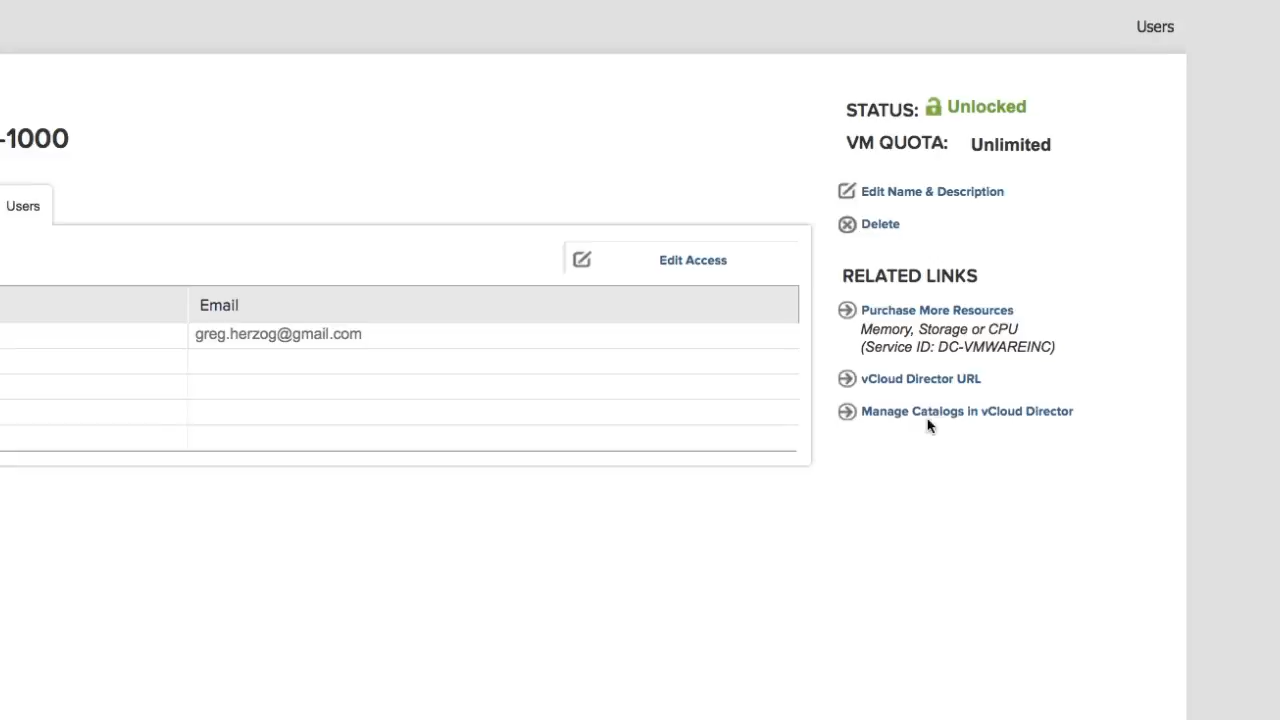 Users
STATUS: Unlocked
-1000
VM QUOTA: Unlimited
Edit Name & Description
Users
Delete
Edit Access
RELATED LINKS
Email
Purchase More Resources
greg.herzog@gmail.com
Memory, Storage or CPU
(Service ID: DC-VMWAREINC)
vCloud Director URL
Manage Catalogs in vCloud Director